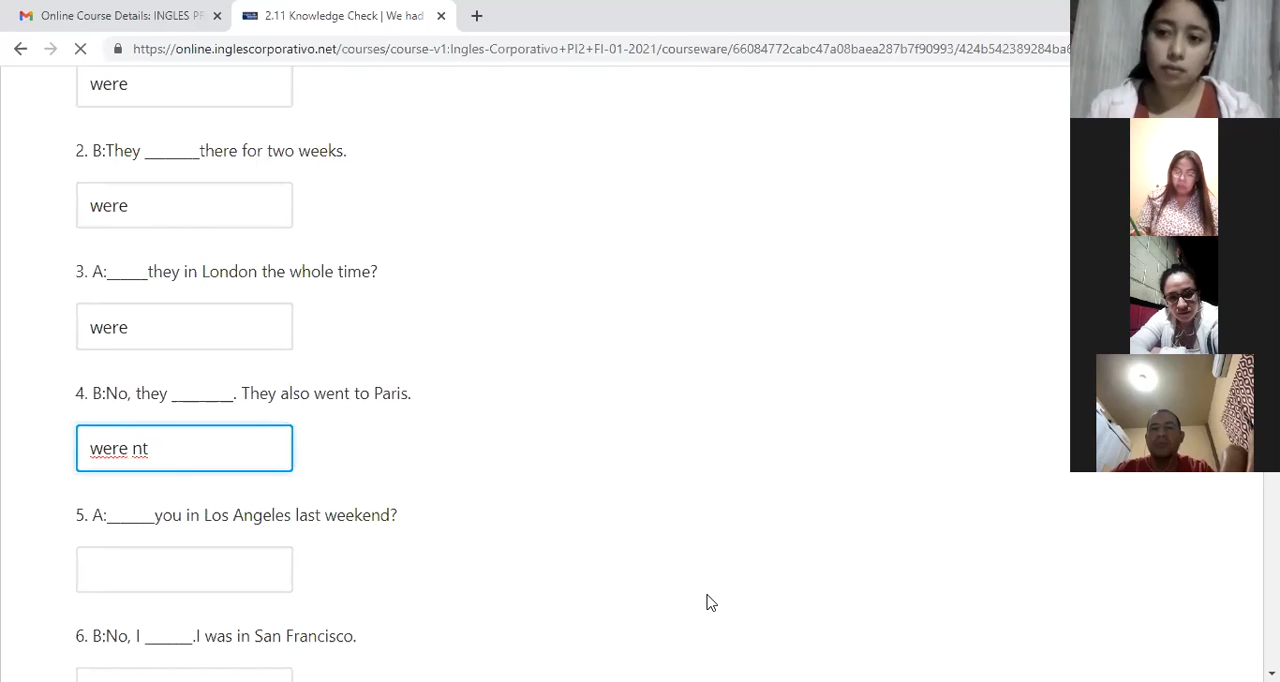 Online Course Details: INGLES PF
2.11 Knowledge Check | We had
https://online.inglescorporativo.net/courses/course-v1:Ingles-Corporativo+PI2+FI-01-2021/courseware/66084772cabc47a08baea287b7f90993/424b542389284ba6
were
2. B:They _______there for two weeks.
were
3. A:_____they in London the whole time?
were
4. B:No, they ________. They also went to Paris.
were nt
5. A:______you in Los Angeles last weekend?
6. B:No, I ______.I was in San Francisco.